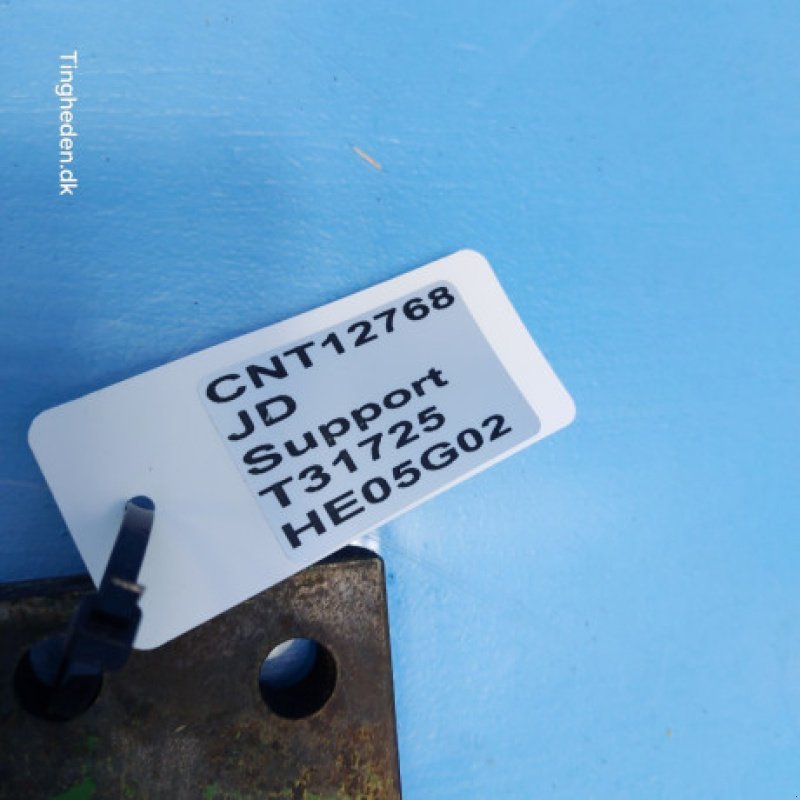 Tingheden.dk
CNT12768
JD
Support
T31725
HE05G02